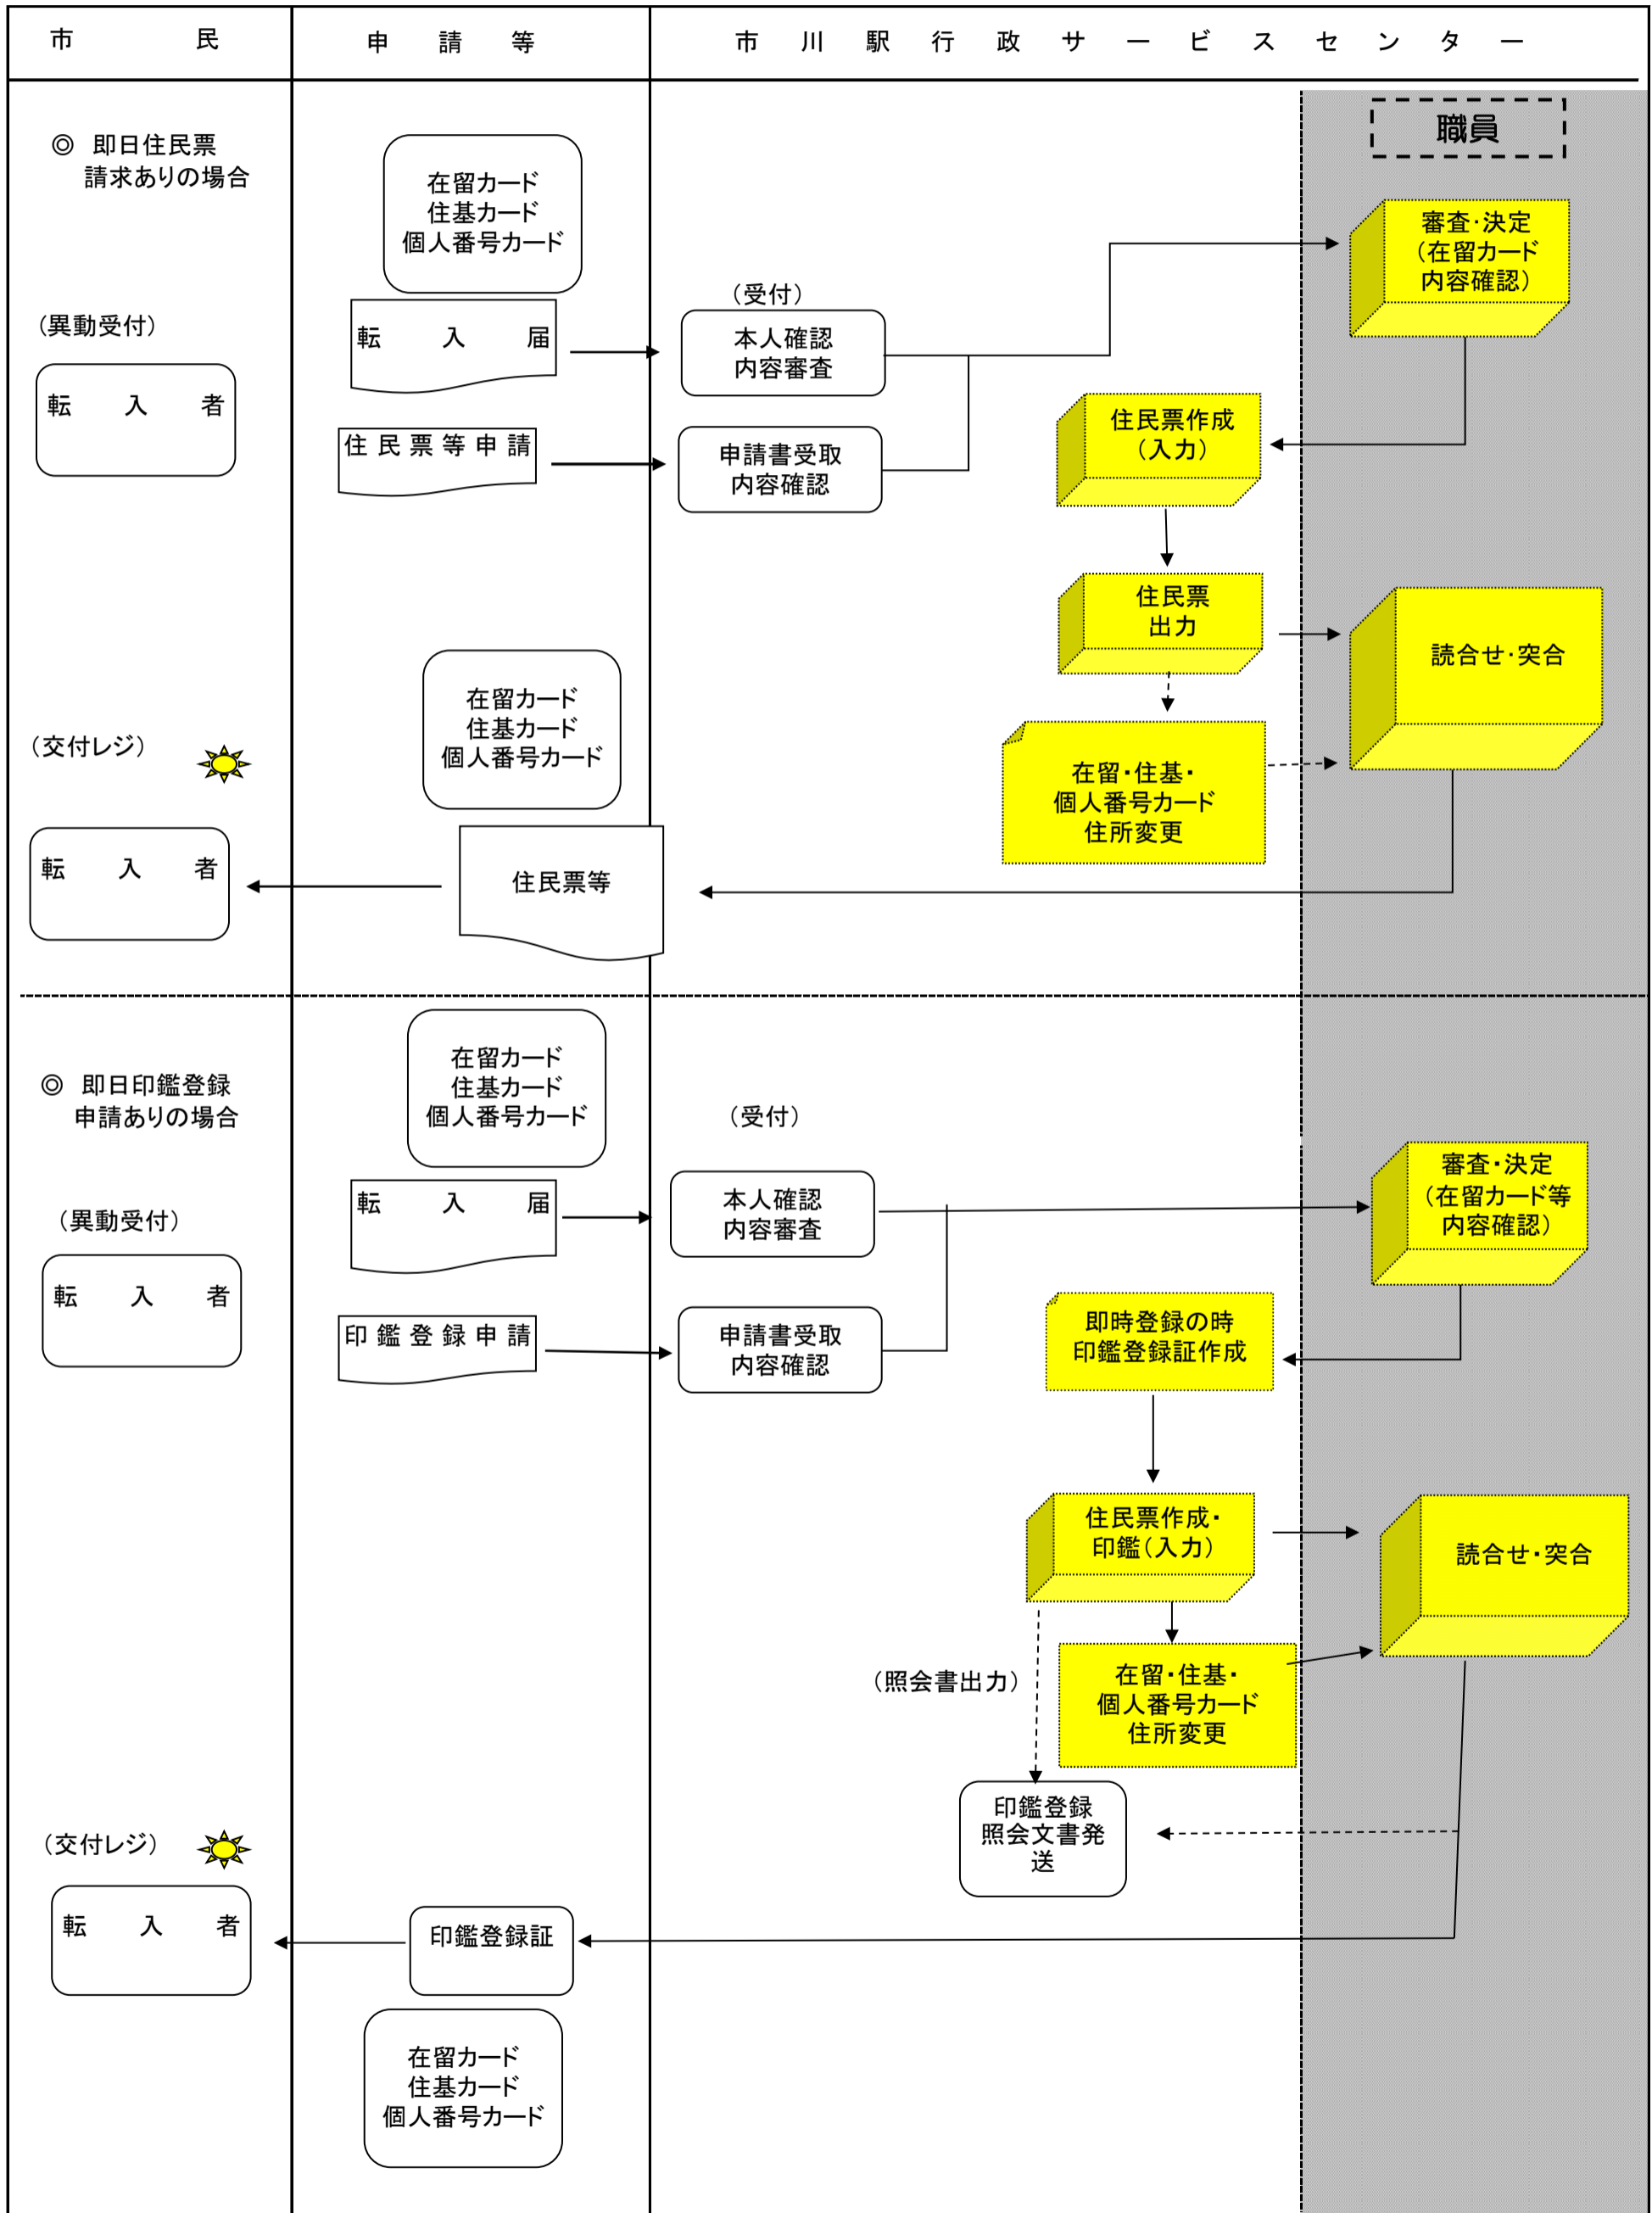 市民
申請等
市川駅行政サービスセンター
職員
◎ 即日住民票
請求ありの場合
在留カード
住基カード
個人番号カード
審査・決定
（在留カード
内容確認）
（受付）
（異動受付）
転入届
本人確認
内容審査
転入者
住民票等申請
申請書受取
内容確認
住民票作成
（入力）
住民票
出力
読合せ・突合
在留カード
住基カード
個人番号カード
（交付レジ）
在留・住基・
個人番号カード
住所変更
転入者
住民票等
◎ 即日印鑑登録
申請ありの場合
在留カード
住基カード
個人番号カード
（受付）
審査・決定
（在留カード等
内容確認）
（異動受付）
転入届
本人確認
内容審査
転入者
印鑑登録申請
申請書受取
内容確認
即時登録の時
印鑑登録証作成
住民票作成・
印鑑（入力）
読合せ・突合
（照会書出力）
在留・住基・
個人番号カード
住所変更
印鑑登録
照会文書発
送
（交付レジ）
転入者
印鑑登録証
在留カード
住基カード
個人番号カード